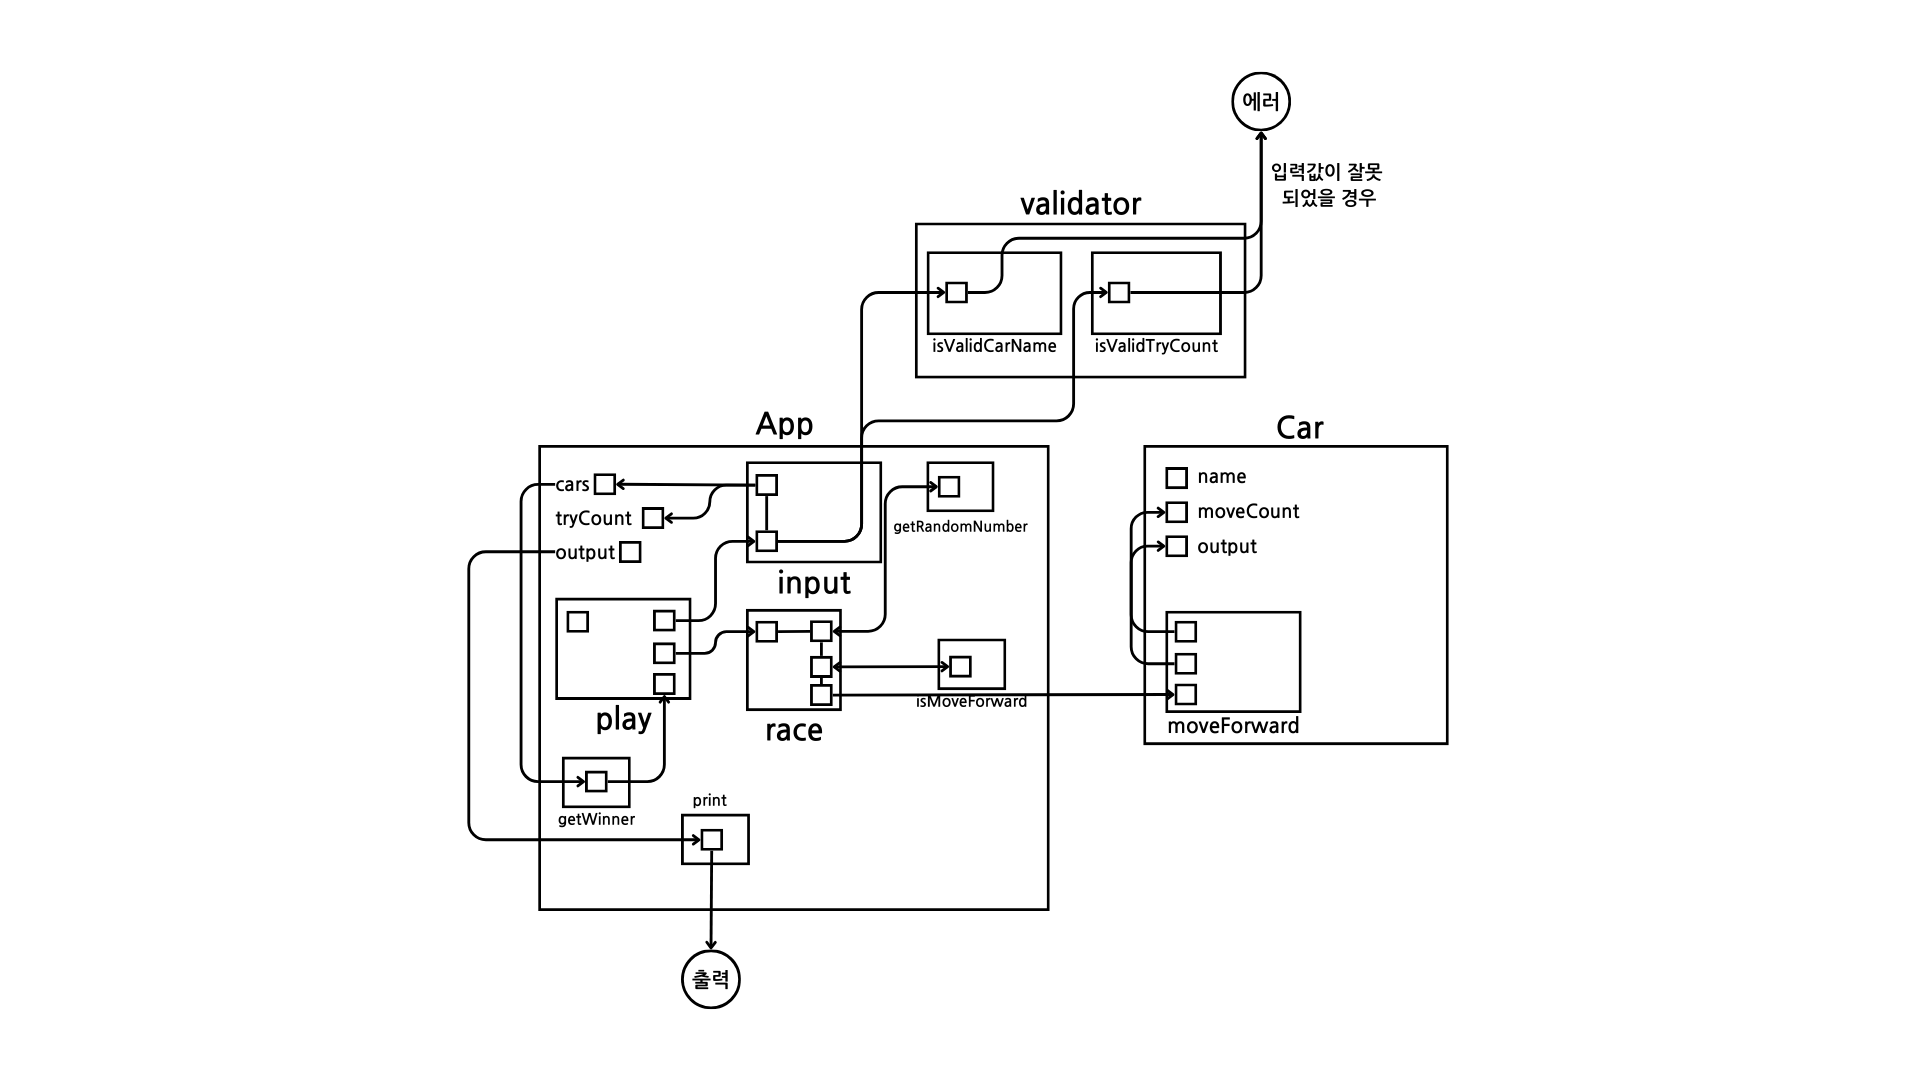 에러
입력값이 잘못
되었을 경우
validator
isValidCarName
isValidTryCount
App
cars
tryCount
output
input
getRandomNumber
play
race
isMoveForward
getWinner
print
출력
Car
name
moveCount
output
moveForward